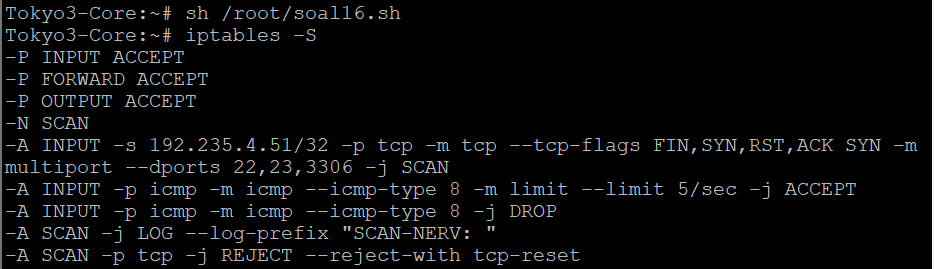 Tokyo3-Core:~# sh /root/soal16.sh
Tokyo3-Core:~# iptables -S
-P INPUT ACCEPT
-P FORWARD ACCEPT
-P OUTPUT ACCEPT
-N SCAN
-A INPUT -s 192.235.4.51/32 -p tcp -m tcp --tcp-flags FIN,SYN,RST,ACK SYN -m
multiport --dports 22,23,3306 -j SCAN
-A INPUT -p icmp -m icmp --icmp-type 8 -m limit --limit 5/sec -j ACCEPT
-A INPUT -p icmp -m icmp --icmp-type 8 -j DROP
-A SCAN -j LOG --log-prefix "SCAN-NERV: "
-A SCAN -p tcp -j REJECT --reject-with tcp-reset